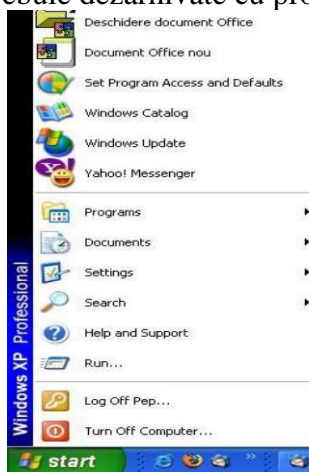 Deschidere document Office
Document Office nou
Set Program Access and Defaults
Windows Catalog
Windows Update
Yahoo! Messenger
Programs
Documents
Settings
Search
Help and Support
Run...
Log Off Pep...
Turn Off Computer...
Windows XP Professional
start